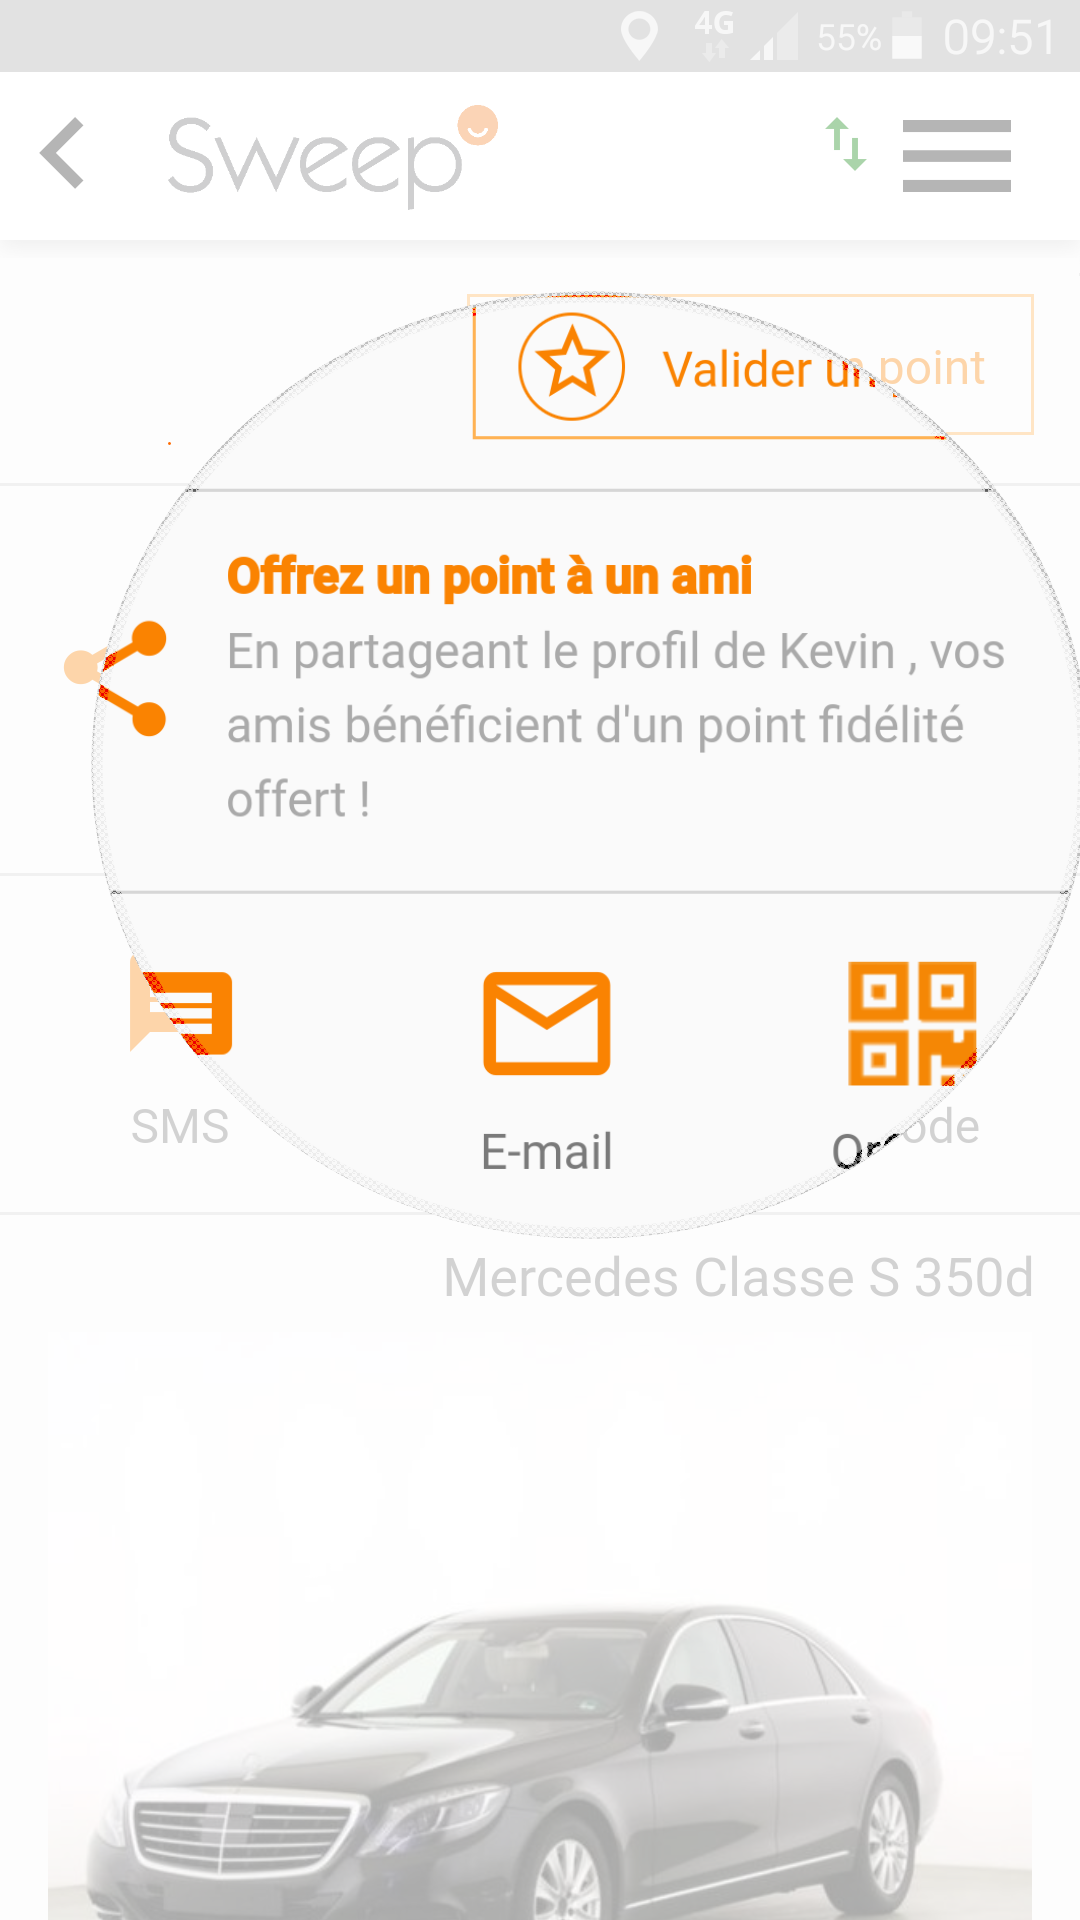 4G 55% 09:51
Sweep
Valider un point
Offrez un point à un ami
En partageant le profil de Kevin , vos
amis bénéficient d'un point fidélité
offert !
SMS E-mail
Mercedes Classe S 350d